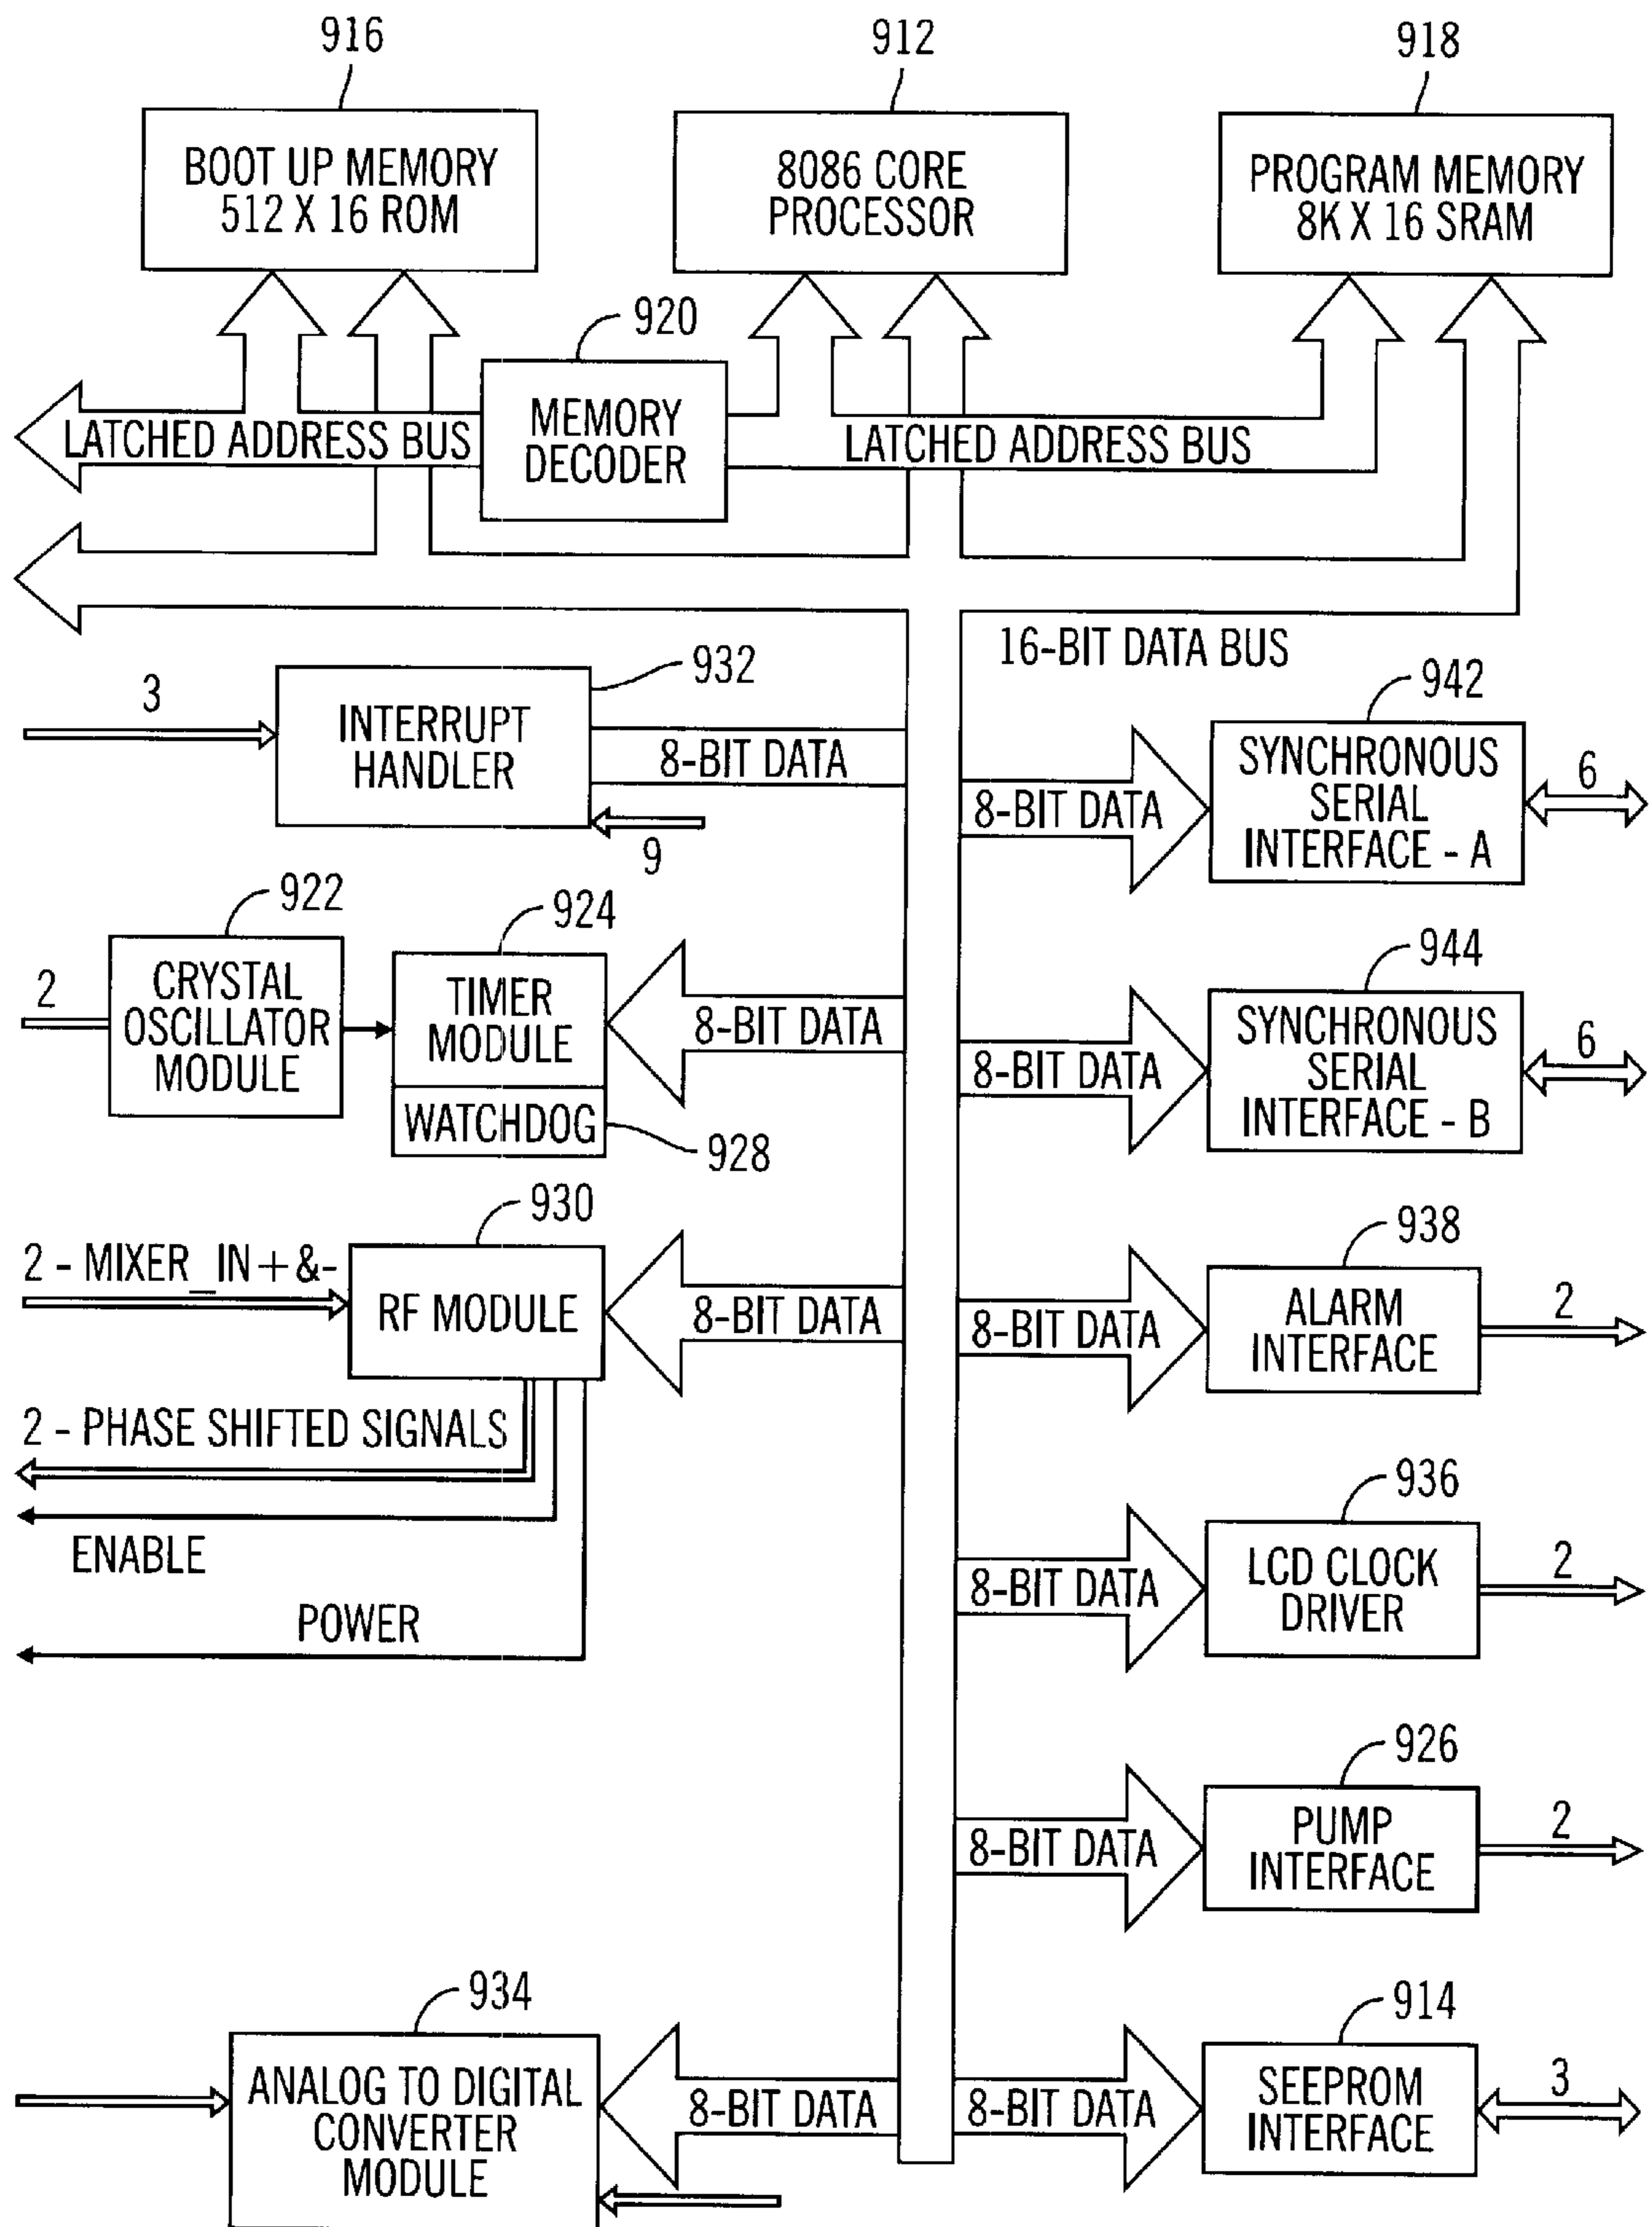 916
912
918
BOOT UP MEMORY
512 X 16 ROM
8086 CORE
PROCESSOR
PROGRAM MEMORY
8K X 16 SRAM
920
MEMORY
DECODER
LATCHED ADDRESS BUS
LATCHED ADDRESS BUS
16-BIT DATA BUS
932
3
INTERRUPT
HANDLER
8-BIT DATA
9
942
8-BIT DATA
SYNCHRONOUS
SERIAL
INTERFACE - A
6
922
924
2
CRYSTAL
OSCILLATOR
MODULE
TIMER
MODULE
WATCHDOG
928
8-BIT DATA
944
8-BIT DATA
SYNCHRONOUS
SERIAL
INTERFACE - B
6
930
2 - MIXER_IN+&-
RF MODULE
8-BIT DATA
2 - PHASE SHIFTED SIGNALS
ENABLE
POWER
938
8-BIT DATA
ALARM
INTERFACE
2
936
8-BIT DATA
LCD CLOCK
DRIVER
2
926
8-BIT DATA
PUMP
INTERFACE
2
934
ANALOG TO DIGITAL
CONVERTER
MODULE
8-BIT DATA
914
8-BIT DATA
SEEPROM
INTERFACE
3